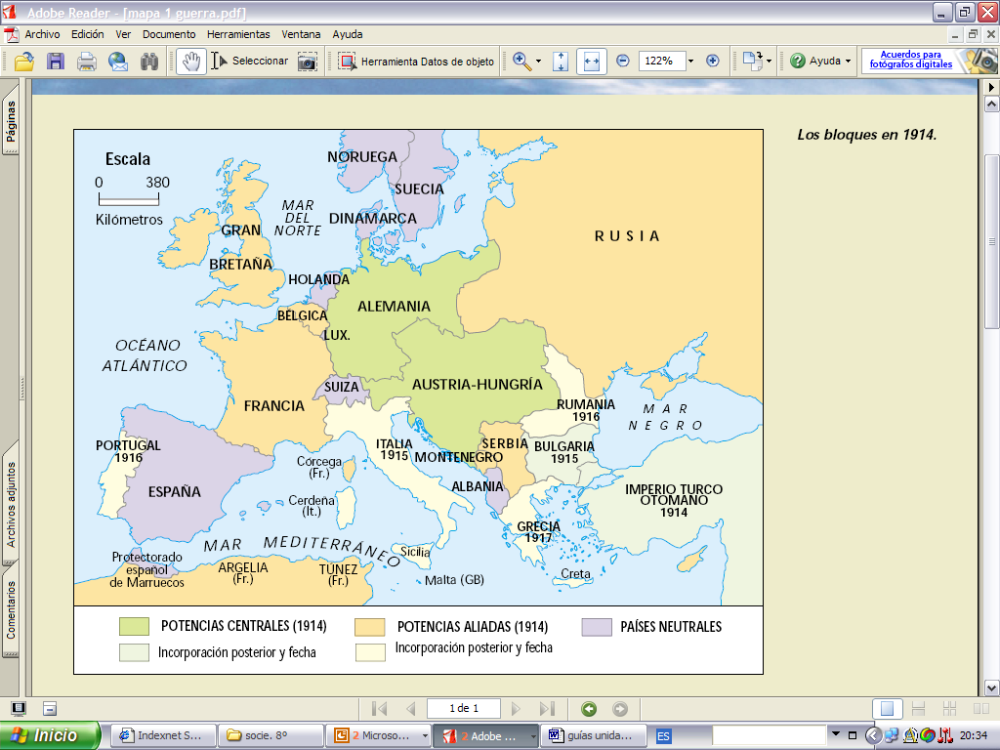 Adobe Reader - [mapa 1 guerra.pdf]
Archivo Edición Ver Documento Herramientas Ventana Ayuda
Seleccionar Herramienta Datos de objeto 122% Ayuda Acuerdos para
fotógrafos digitales
Páginas
Archivos adjuntos
Comentarios
Los bloques en 1914.
Escala
0 380
Kilómetros
NORUEGA
SUECIA
MAR
DEL
NORTE
DINAMARCA
RUSIA
GRAN
BRETAÑA
HOLANDA
BÉLGICA
ALEMANIA
LUX.
OCÉANO
ATLÁNTICO
SUIZA
AUSTRIA-HUNGRÍA
FRANCIA
RUMANIA
1916
MAR
NEGRO
PORTUGAL
1916
ESPAÑA
ITALIA
1915
SERBIA
MONTENEGRO
BULGARIA
1915
Córcega
(Fr.)
ALBANIA
Cerdeña
(It.)
IMPERIO TURCO
OTOMANO
1914
GRECIA
1917
MAR MEDITERRÁNEO
Sicilia
Protectorado
español
de Marruecos
ARGELIA
(Fr.)
TÚNEZ
(Fr.)
Malta (GB)
Creta
POTENCIAS CENTRALES (1914) POTENCIAS ALIADAS (1914) PAÍSES NEUTRALES
Incorporación posterior y fecha Incorporación posterior y fecha
1 de 1
Inicio Indexnet S... socie. 8º 2 Microso... 7 Adobe ... guías unida... ES 20:34